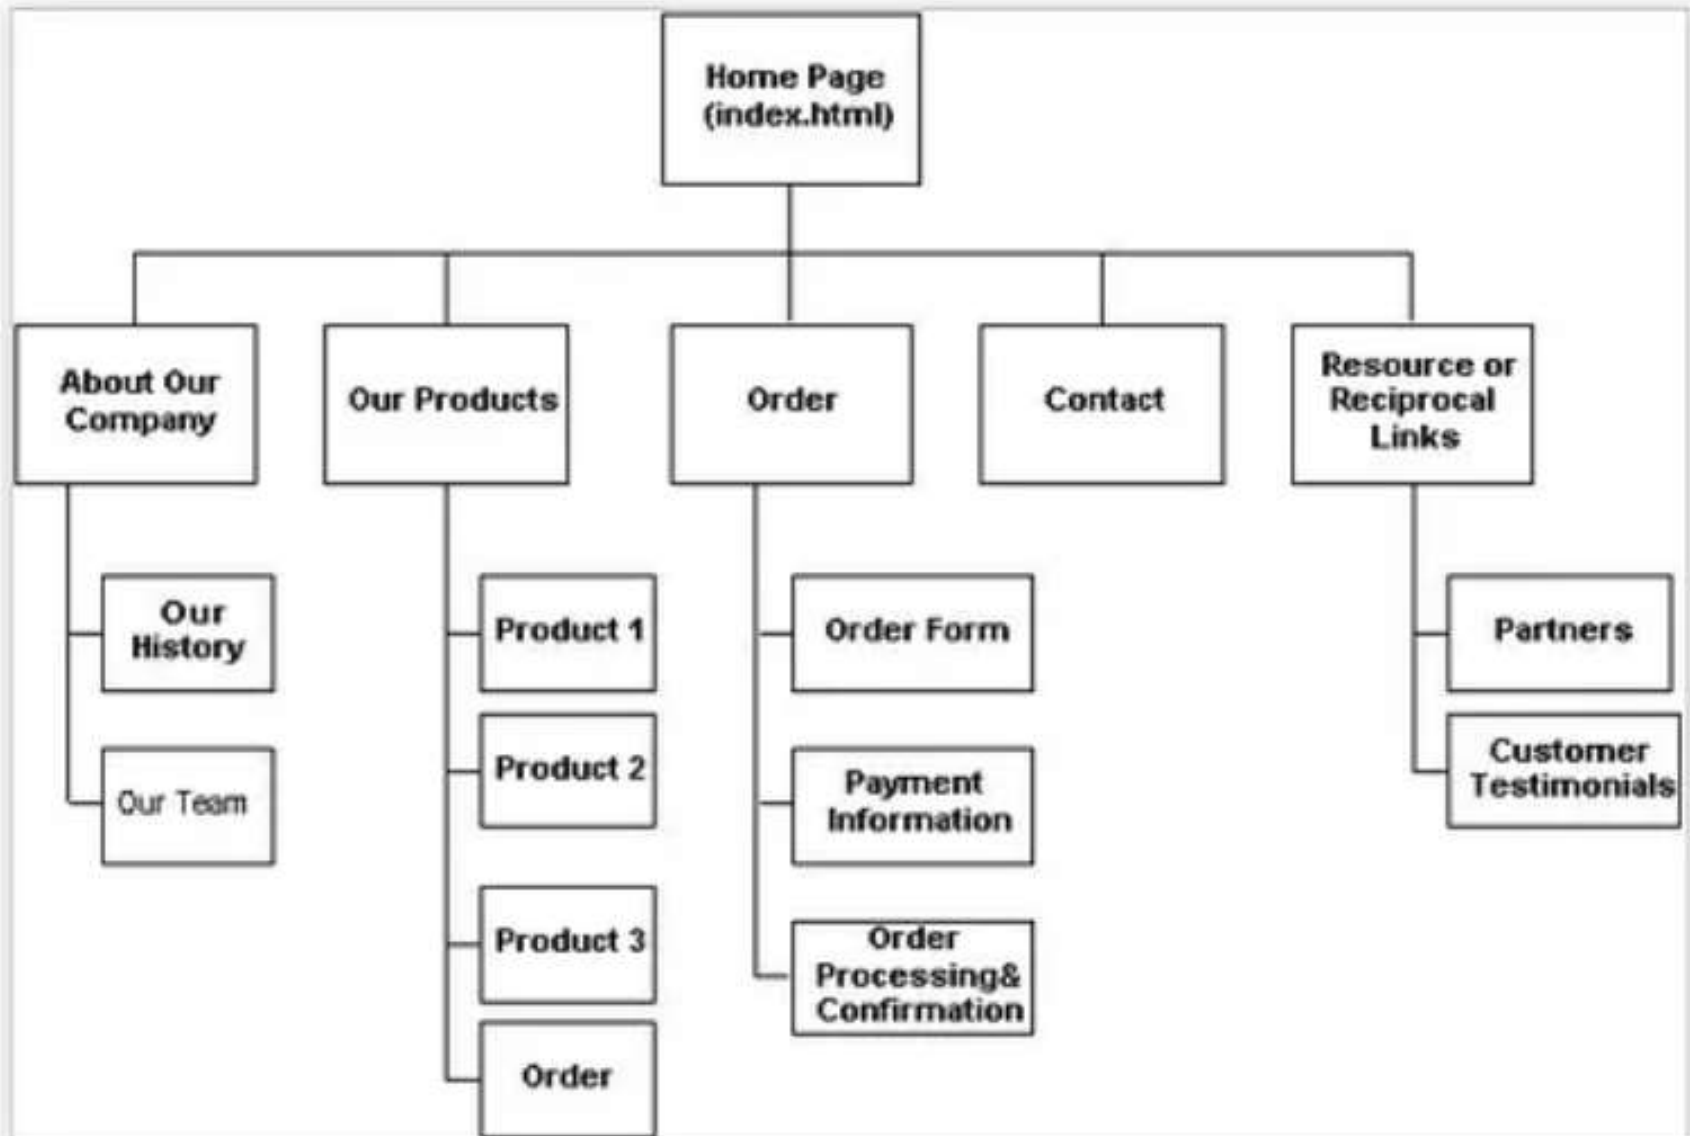 Home Page
(index.html)
About Our
Company
Our Products
Order
Contact
Resource or
Reciprocal
Links
Our
History
Our Team
Product 1
Product 2
Product 3
Order
Order Form
Payment
Information
Order
Processing&
Confirmation
Partners
Customer
Testimonials